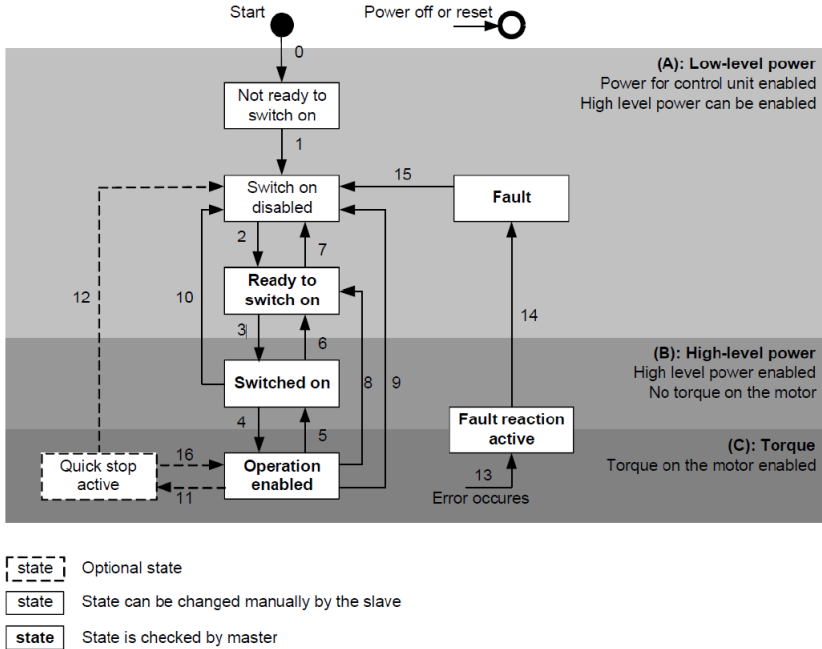 Start
Power off or reset
0
(A): Low-level power
Power for control unit enabled
High level power can be enabled
Not ready to
switch on
1
15
Switch on
disabled
Fault
2
7
Ready to
switch on
12
10
14
3
6
(B): High-level power
High level power enabled
No torque on the motor
Switched on
8
9
4
5
Fault reaction
active
(C): Torque
Torque on the motor enabled
Quick stop
active
16
11
Operation
enabled
13
Error occures
state
Optional state
state
State can be changed manually by the slave
state
State is checked by master